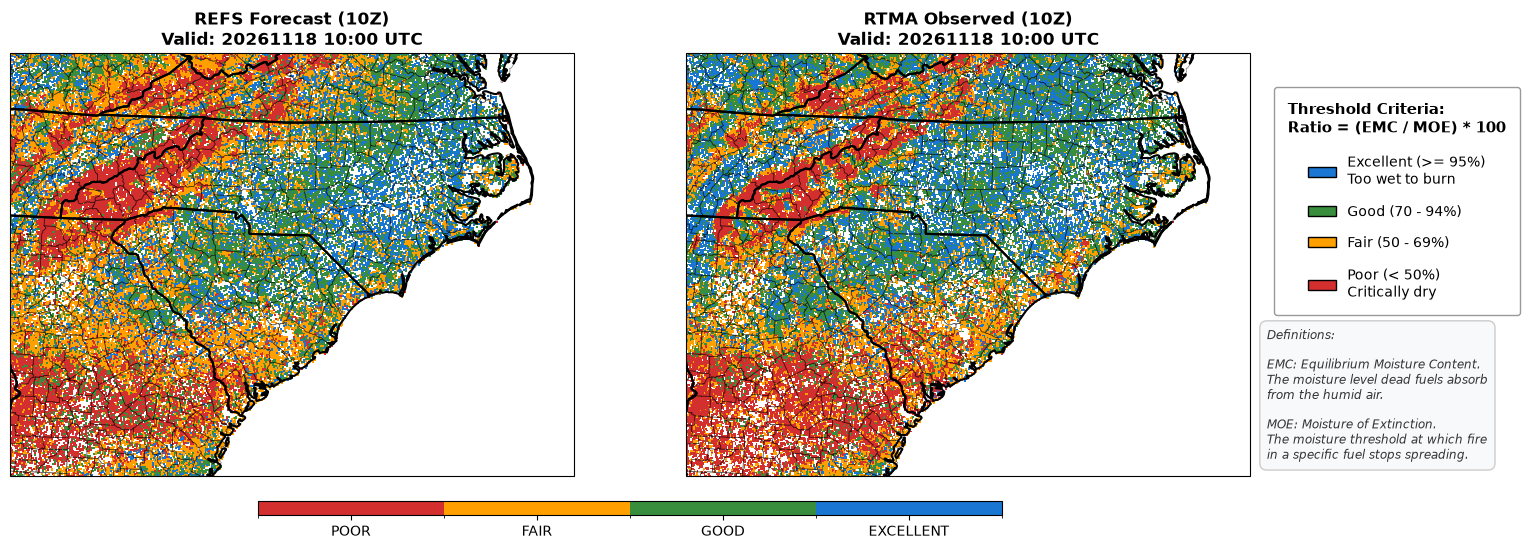 REFS Forecast (10Z)
Valid: 20261118 10:00 UTC
RTMA Observed (10Z)
Valid: 20261118 10:00 UTC
Threshold Criteria:
Ratio = (EMC / MOE) * 100
Excellent (>= 95%)
Too wet to burn
Good (70 - 94%)
Fair (50 - 69%)
Poor (< 50%)
Critically dry
Definitions:
EMC: Equilibrium Moisture Content.
The moisture level dead fuels absorb
from the humid air.
MOE: Moisture of Extinction.
The moisture threshold at which fire
in a specific fuel stops spreading.
POOR FAIR GOOD EXCELLENT